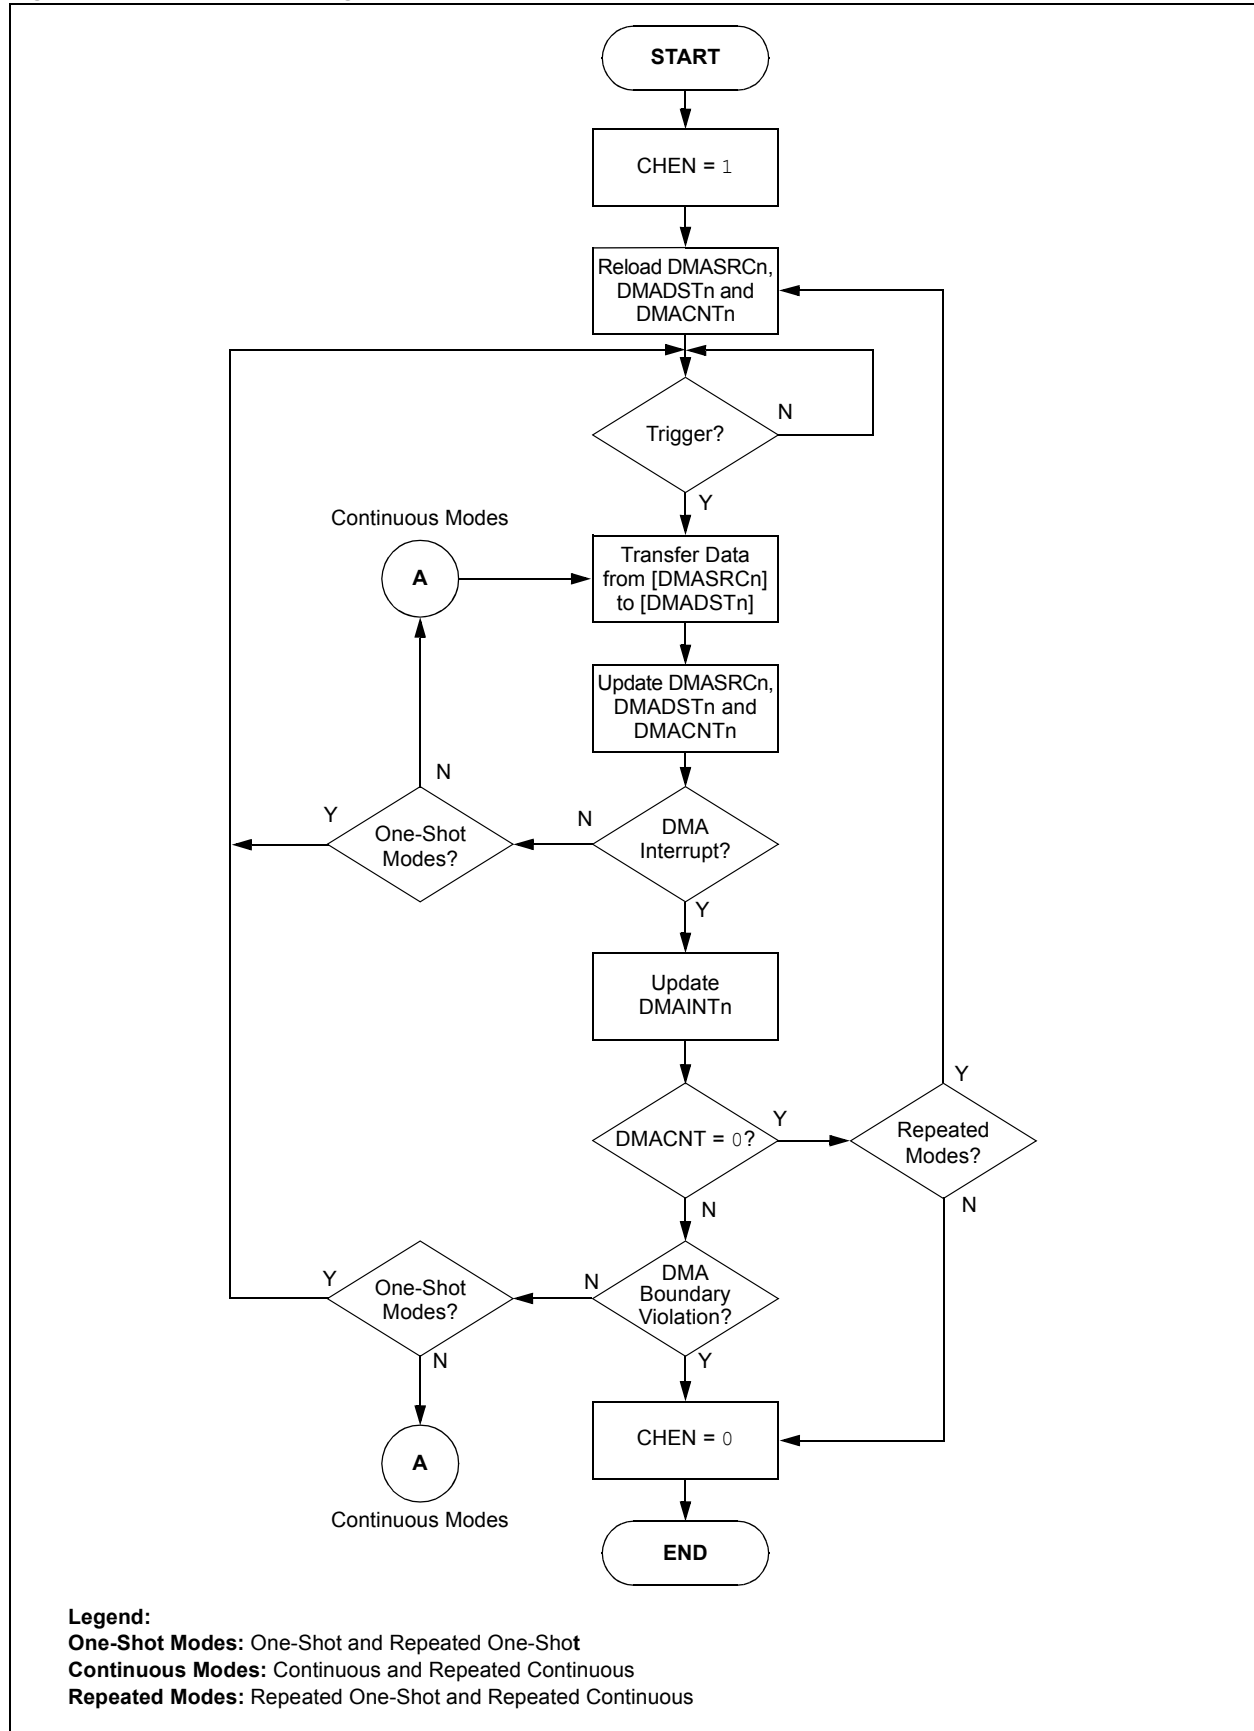 START
CHEN = 1
Reload DMASRCn,
DMADSTn and
DMACNTn
Trigger?
N
Y
Continuous Modes
A
Transfer Data
from [DMASRCn]
to [DMADSTn]
Update DMASRCn,
DMADSTn and
DMACNTn
N
Y
One-Shot
Modes?
N
DMA
Interrupt?
Y
Update
DMAINTn
DMACNT = 0?
Y
Y
Repeated
Modes?
N
N
Y
One-Shot
Modes?
N
DMA
Boundary
Violation?
N
Y
A
Continuous Modes
CHEN = 0
END
Legend:
One-Shot Modes: One-Shot and Repeated One-Shot
Continuous Modes: Continuous and Repeated Continuous
Repeated Modes: Repeated One-Shot and Repeated Continuous